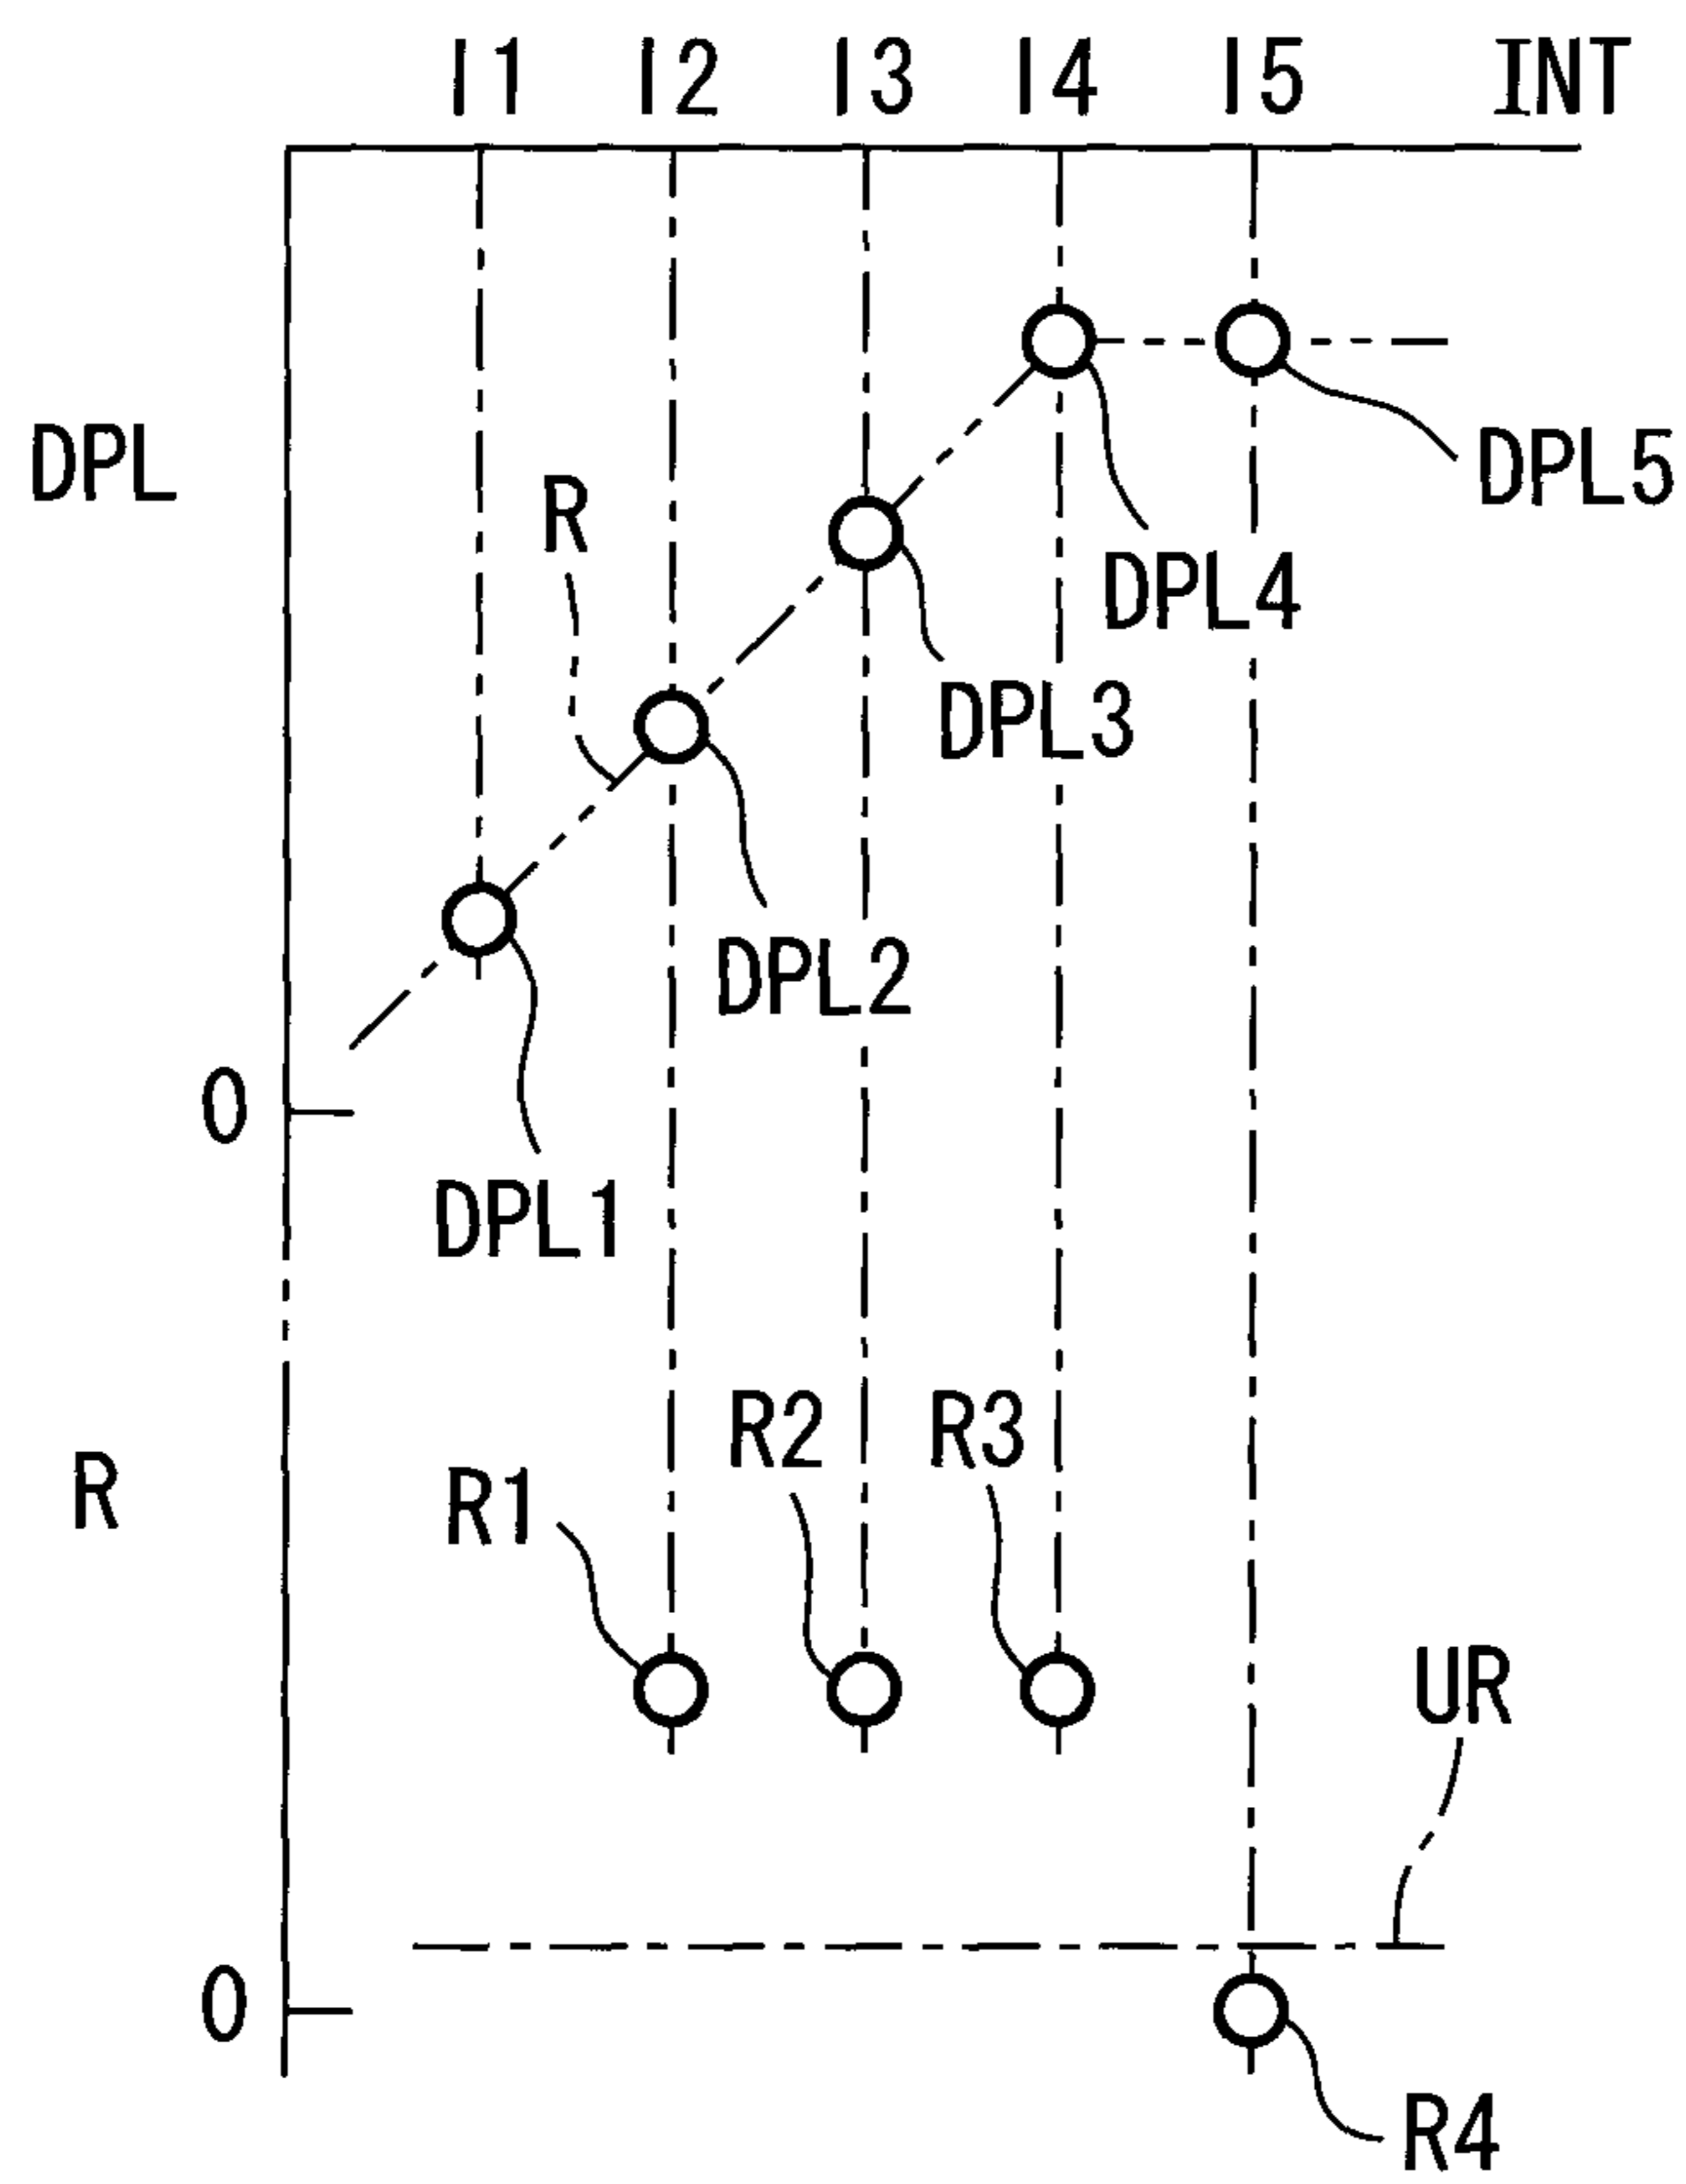 I1 I2 I3 I4 I5 INT
DPL
R
DPL5
DPL4
DPL3
DPL2
0
DPL1
R
R1
R2
R3
UR
0
R4